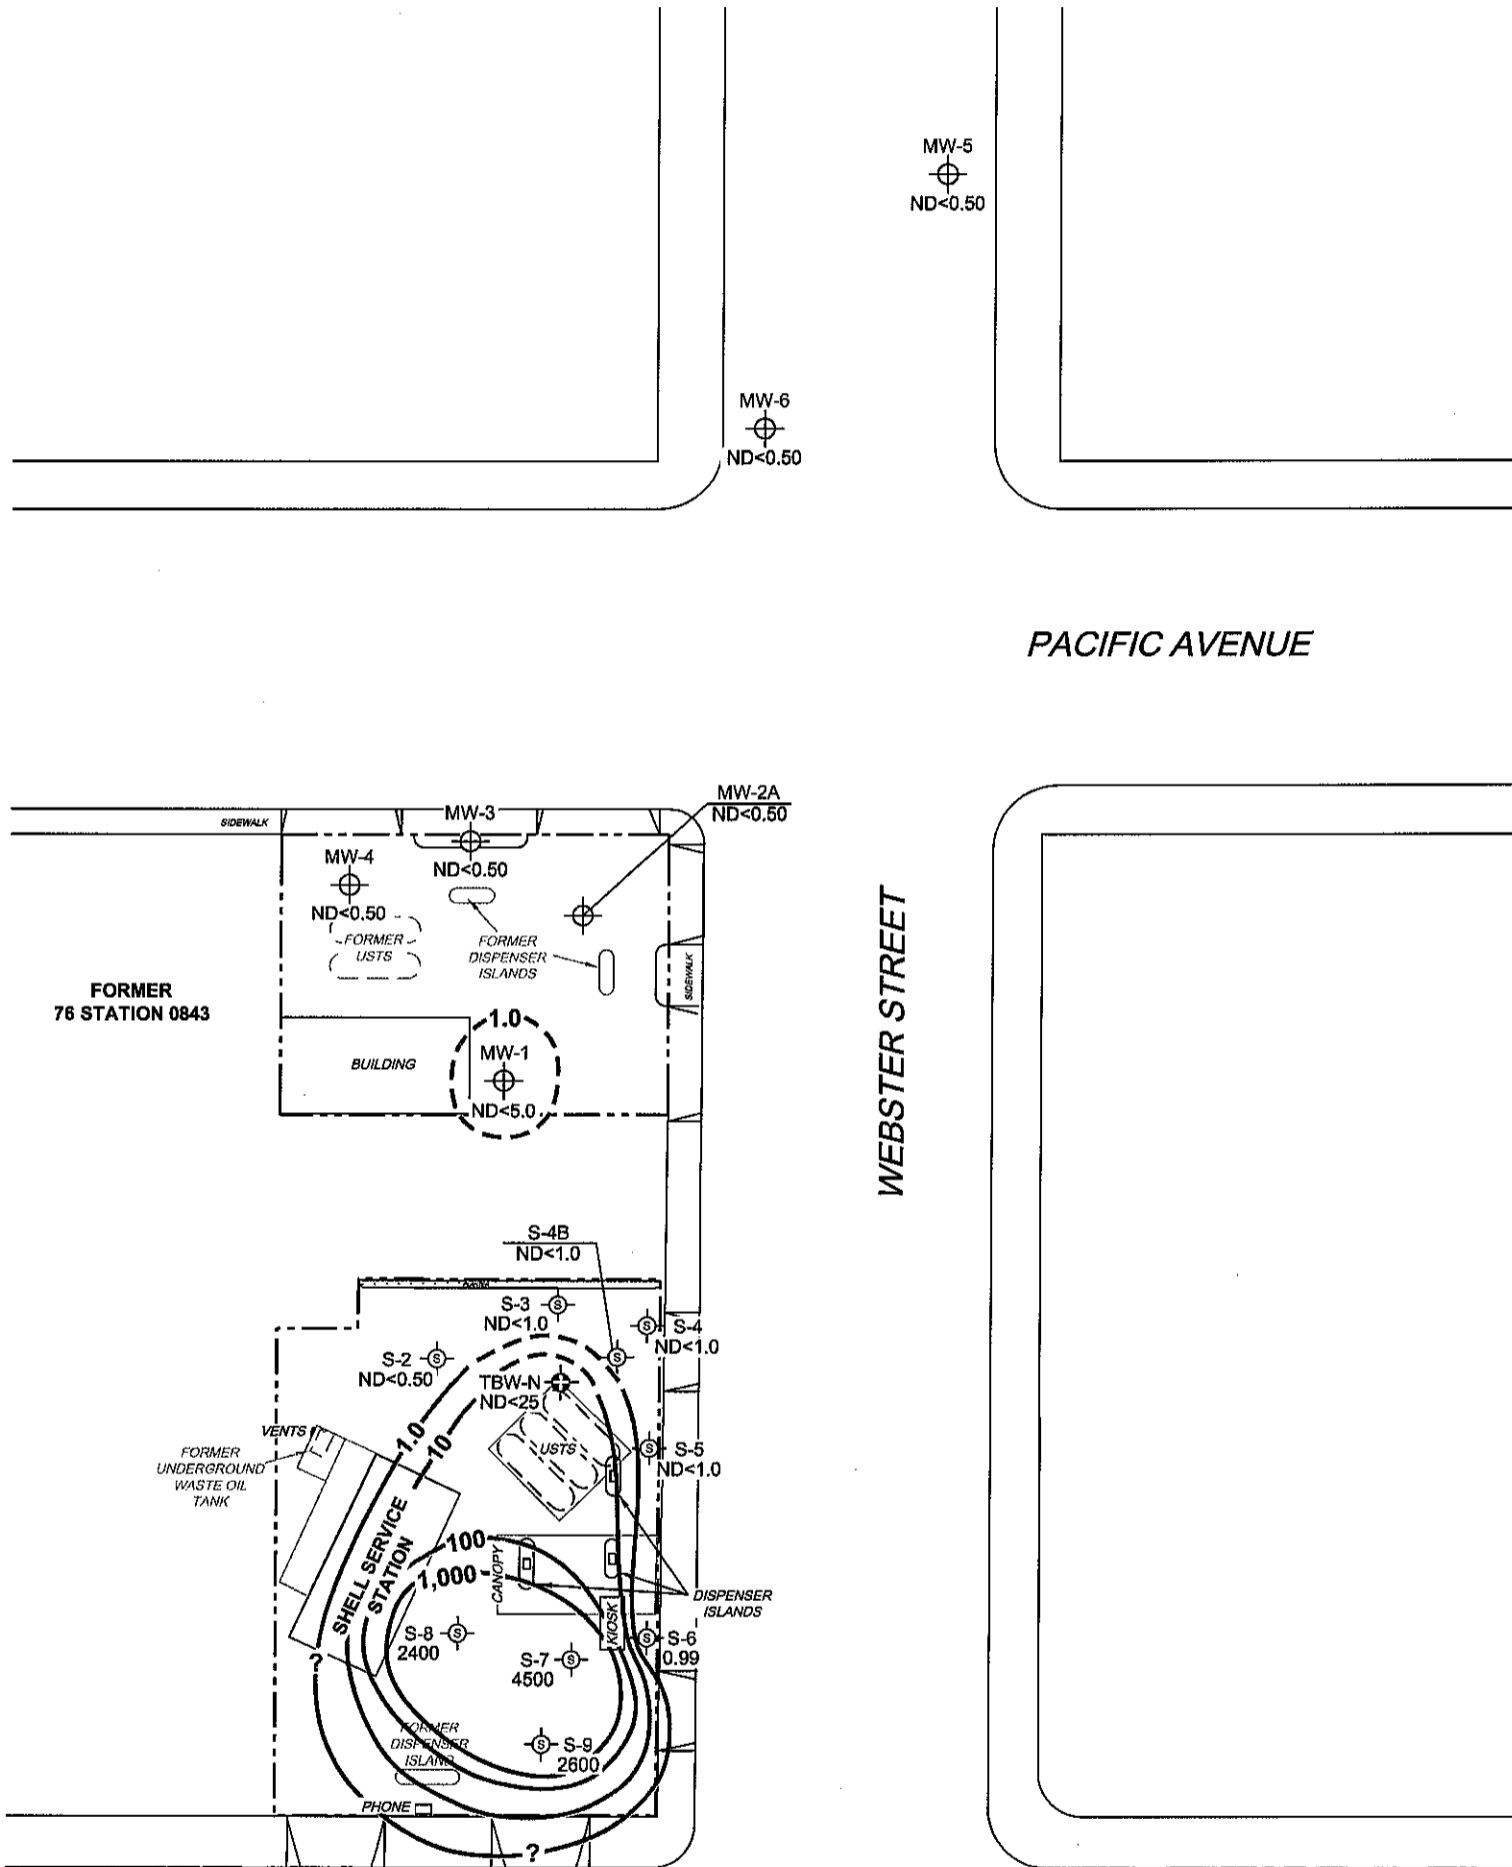 MW-5
ND<0.50
MW-6
ND<0.50
PACIFIC AVENUE
MW-2A
ND<0.50
SIDEWALK
MW-3
ND<0.50
MW-4
ND<0.50
FORMER
USTS
FORMER
DISPENSER
ISLANDS
SIDEWALK
WEBSTER STREET
FORMER
76 STATION 0843
1.0
MW-1
ND<5.0
BUILDING
S-4B
ND<1.0
S-3
ND<1.0
S-4
ND<1.0
S-2
ND<0.50
TBW-N
ND<25
VENTS
FORMER
UNDERGROUND
WASTE OIL
TANK
1.0
10
USTS
S-5
ND<1.0
SHELL SERVICE
STATION
100
1,000
CANOPY
DISPENSER
ISLANDS
KIOSK
S-8
2400
S-7
4500
S-6
0.99
?
FORMER
DISPENSER
ISLAND
S-9
2600
PHONE
?